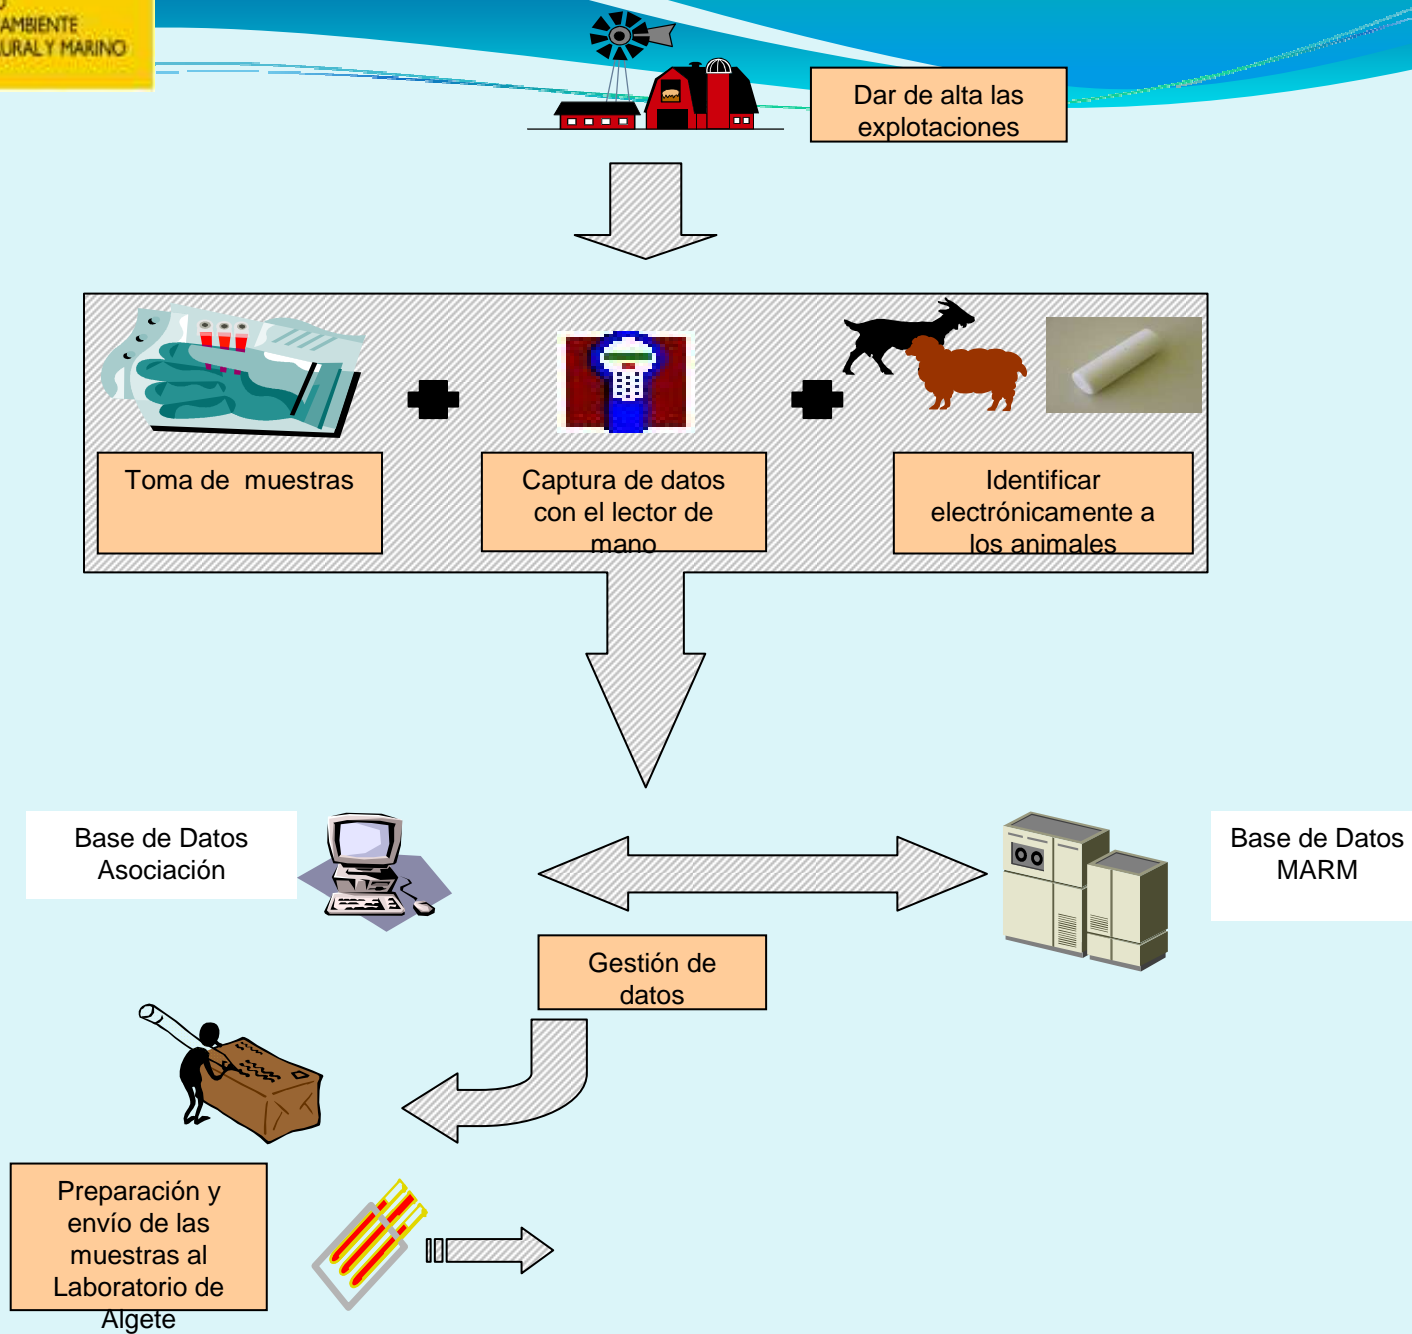 AMBIENTE
Y MARINO
Dar de alta las
explotaciones
Toma de muestras
Captura de datos
con el lector de
mano
Identificar
electrónicamente a
los animales
Base de Datos
Asociación
Base de Datos
MARM
Gestión de
datos
Preparación y
envío de las
muestras al
Laboratorio de
Algete